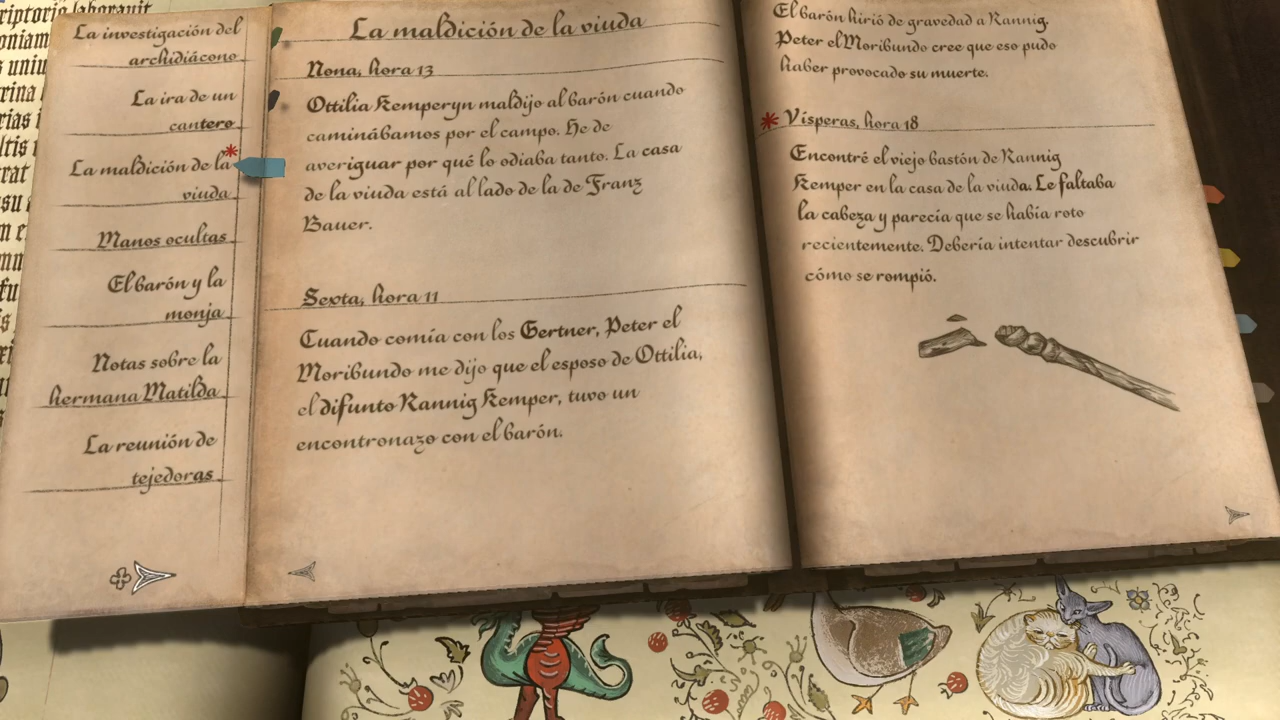 La investigación del
archidiácono
La ira de un
cantero
La maldición de la
viuda
Manos ocultas
El barón y la
monja
Notas sobre la
hermana Matilda
La reunión de
tejedoras
La maldición de la viuda
Nona, hora 13
Ottilia Kemperyn maldijo al barón cuando
caminábamos por el campo. He de
averiguar por qué lo odiaba tanto. La casa
de la viuda está al lado de la de Franz
Bauer.
Sexta, hora 11
Cuando comía con los Gertner, Peter el
Moribundo me dijo que el esposo de Ottilia,
el difunto Rannig Kemper, tuvo un
encontronazo con el barón.
El barón hirió de gravedad a Rannig.
Peter el Moribundo cree que eso pudo
haber provocado su muerte.
Vísperas, hora 18
Encontré el viejo bastón de Rannig
Kemper en la casa de la viuda. Le faltaba
la cabeza y parecía que se había roto
recientemente. Debería intentar descubrir
cómo se rompió.